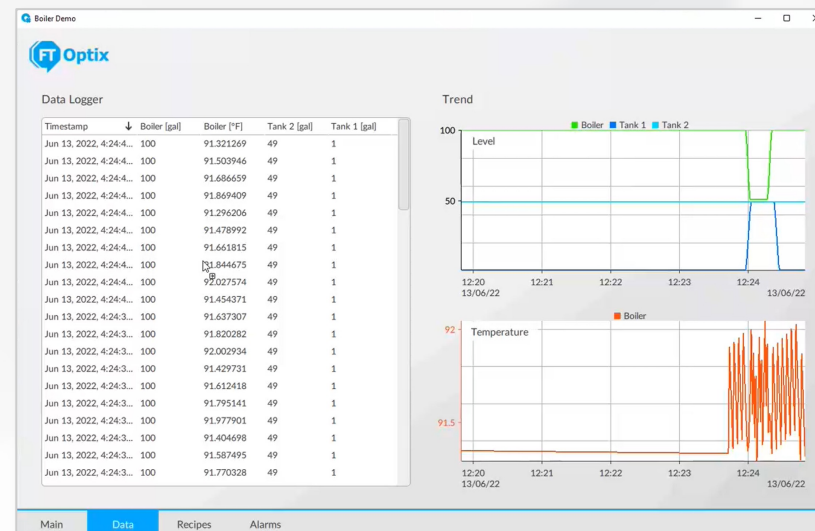 Boiler Demo
FT Optix
Data Logger
Timestamp Boiler [gal] Boiler [°F] Tank 2 [gal] Tank 1 [gal]
Jun 13, 2022, 4:24:4... 100 91.321269 49 1
Jun 13, 2022, 4:24:4... 100 91.503946 49 1
Jun 13, 2022, 4:24:4... 100 91.686659 49 1
Jun 13, 2022, 4:24:4... 100 91.869409 49 1
Jun 13, 2022, 4:24:4... 100 91.296206 49 1
Jun 13, 2022, 4:24:4... 100 91.478992 49 1
Jun 13, 2022, 4:24:4... 100 91.661815 49 1
Jun 13, 2022, 4:24:4... 100 91.844675 49 1
Jun 13, 2022, 4:24:4... 100 92.027574 49 1
Jun 13, 2022, 4:24:4... 100 91.454371 49 1
Jun 13, 2022, 4:24:3... 100 91.637307 49 1
Jun 13, 2022, 4:24:3... 100 91.820282 49 1
Jun 13, 2022, 4:24:3... 100 92.002934 49 1
Jun 13, 2022, 4:24:3... 100 91.429731 49 1
Jun 13, 2022, 4:24:3... 100 91.612418 49 1
Jun 13, 2022, 4:24:3... 100 91.795141 49 1
Jun 13, 2022, 4:24:3... 100 91.977901 49 1
Jun 13, 2022, 4:24:3... 100 91.404698 49 1
Jun 13, 2022, 4:24:3... 100 91.587495 49 1
Jun 13, 2022, 4:24:3... 100 91.770328 49 1
Trend
Boiler Tank 1 Tank 2
100
Level
50
12:20 12:21 12:22 12:23 12:24
13/06/22 13/06/22
Boiler
92
Temperature
91.5
12:20 12:21 12:22 12:23 12:24
13/06/22 13/06/22
Main Data Recipes Alarms